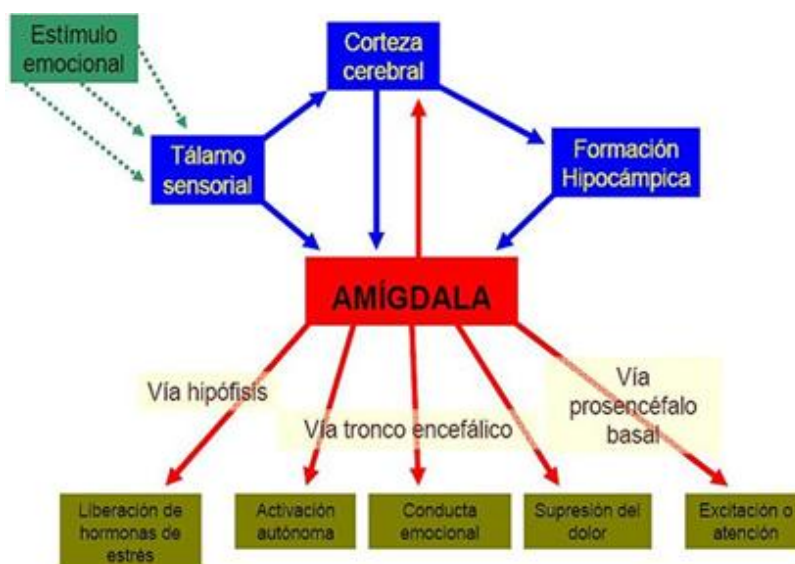 Estímulo
emocional
Corteza
cerebral
Tálamo
sensorial
Formación
Hipocámpica
AMÍGDALA
Vía hipófisis
Vía tronco encefálico
Vía
prosencéfalo
basal
Liberación de
hormonas de
estrés
Activación
autónoma
Conducta
emocional
Supresión del
dolor
Excitación o
atención